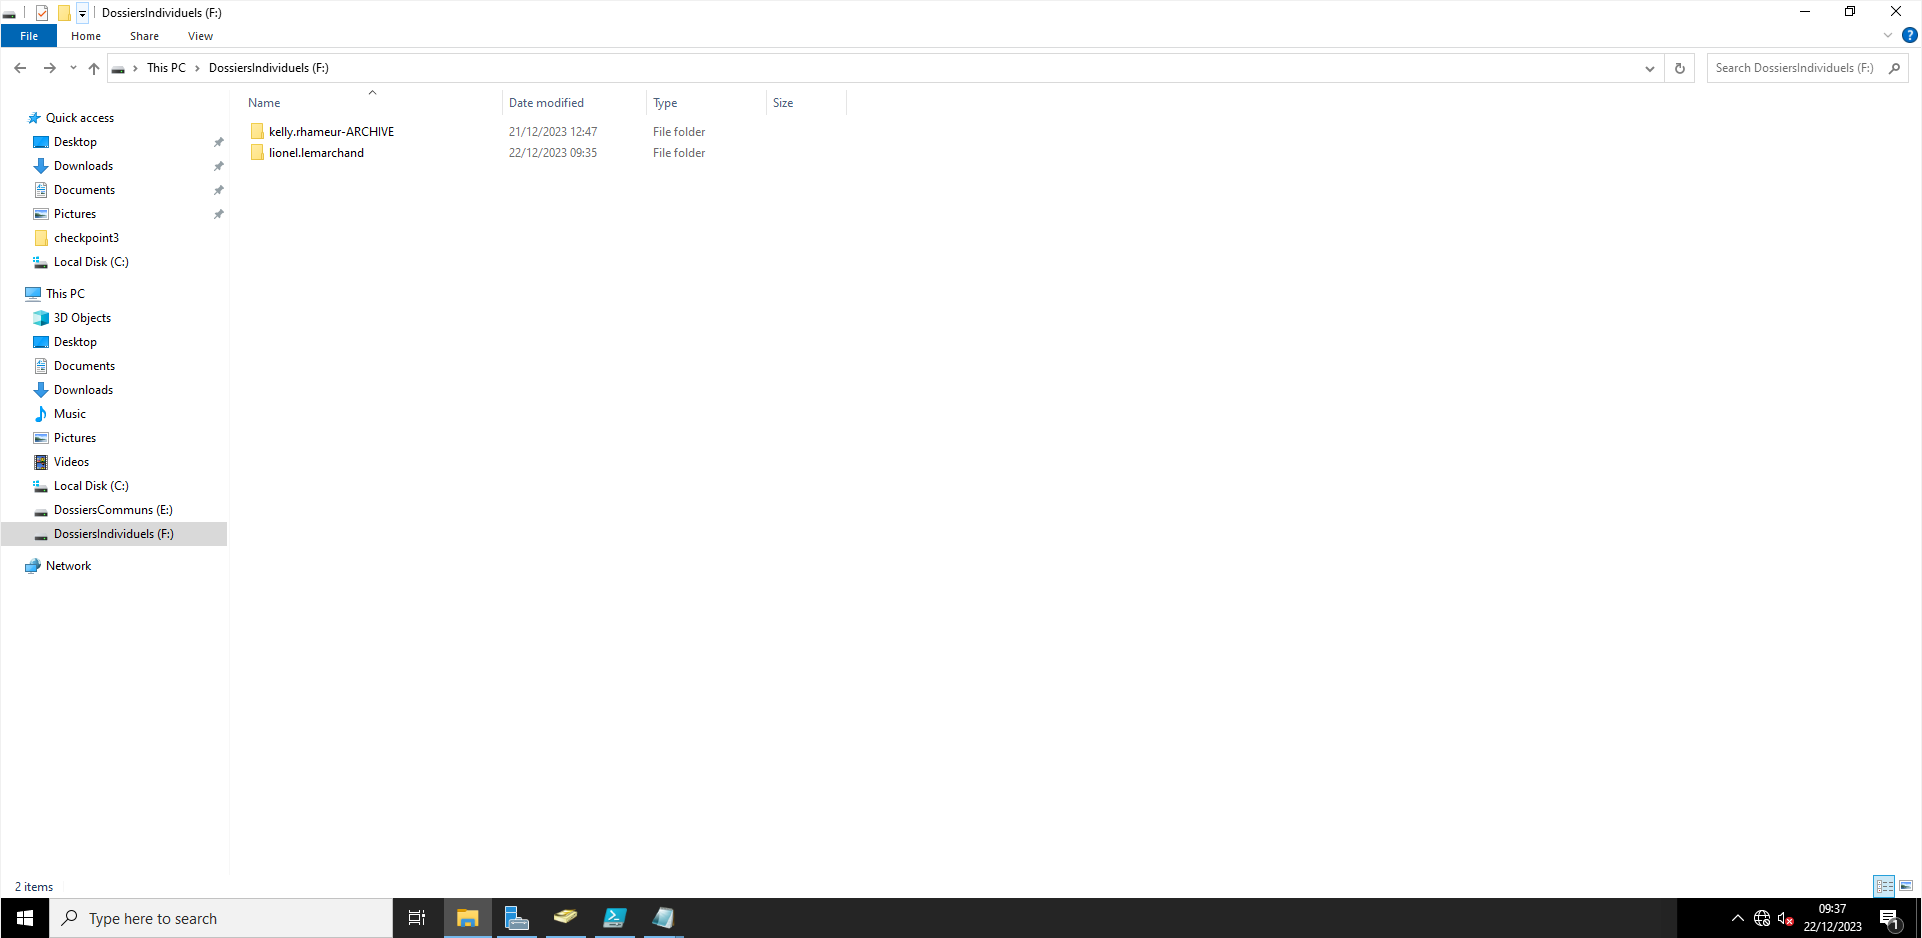 DossiersIndividuels (F:)
File Home Share View
This PC DossiersIndividuels (F:) Search DossiersIndividuels (F:)
Name Date modified Type Size
kelly.rhameur-ARCHIVE 21/12/2023 12:47 File folder
lionel.lemarchand 22/12/2023 09:35 File folder
Quick access
Desktop
Downloads
Documents
Pictures
checkpoint3
Local Disk (C:)
This PC
3D Objects
Desktop
Documents
Downloads
Music
Pictures
Videos
Local Disk (C:)
DossiersCommuns (E:)
DossiersIndividuels (F:)
Network
2 items
Type here to search
09:37
22/12/2023
1